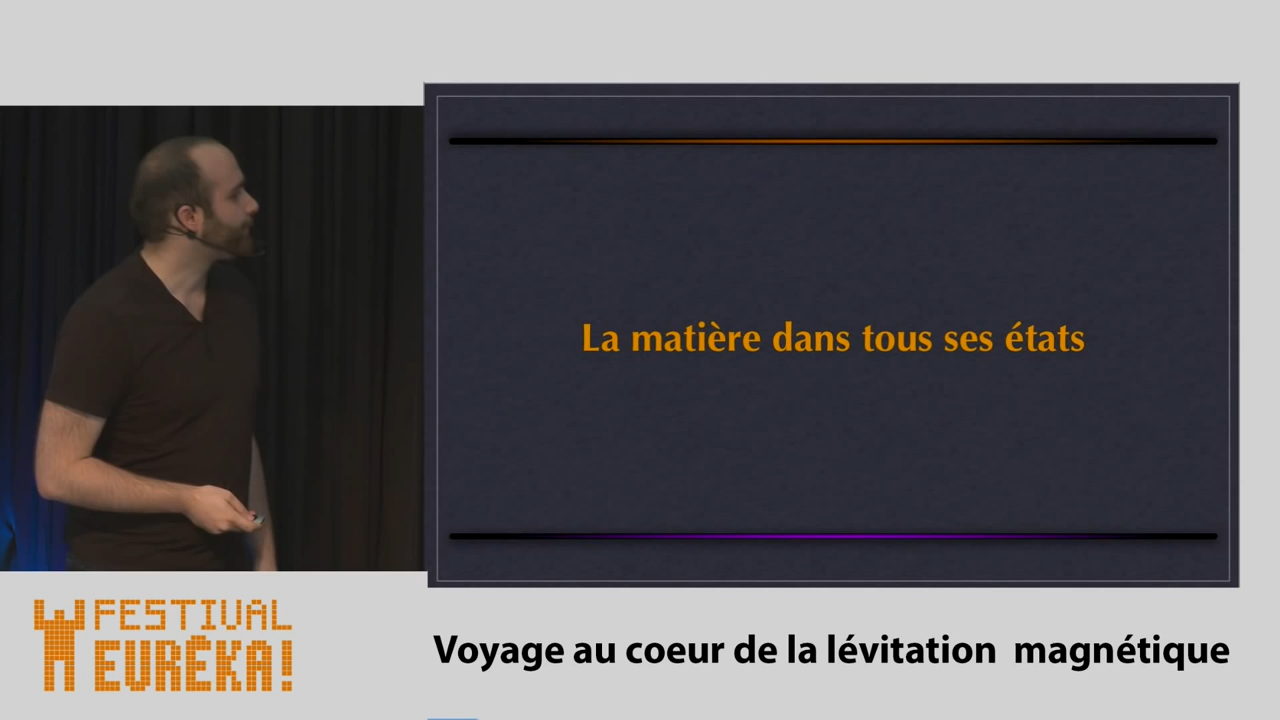 La matière dans tous ses états
FESTIVAL
EURÊKA!
Voyage au coeur de la lévitation magnétique